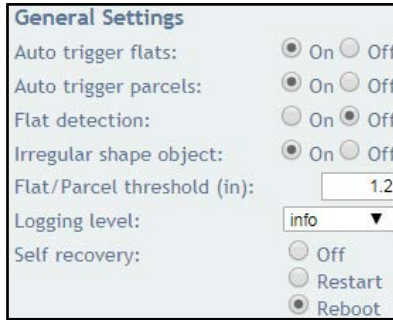 General Settings
Auto trigger flats: On Off
Auto trigger parcels: On Off
Flat detection: On Off
Irregular shape object: On Off
Flat/Parcel threshold (in): 1.2
Logging level: info
Self recovery: Off
Restart
Reboot